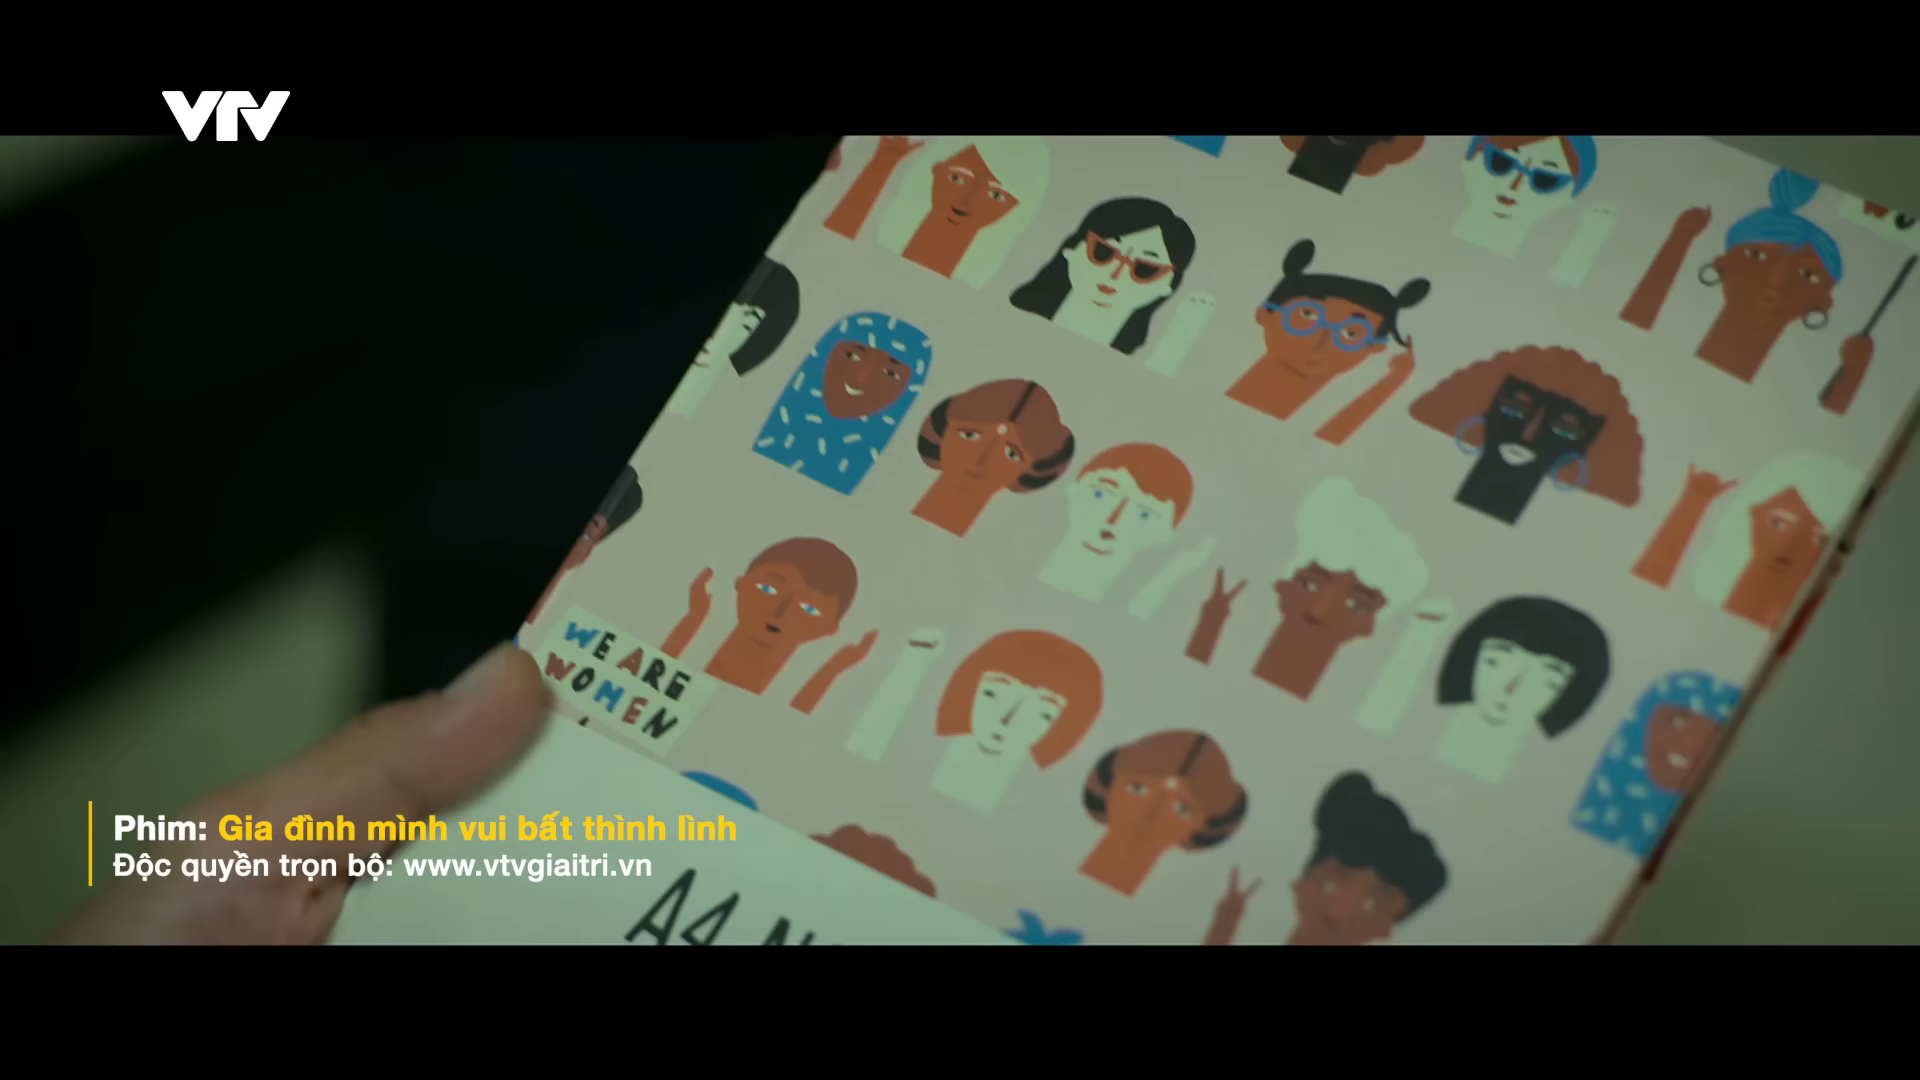 VTV
WE ARE
WOMEN
Phim: Gia đình mình vui bất thình lình
Độc quyền trọn bộ: www.vtvgiaitri.vn
A4